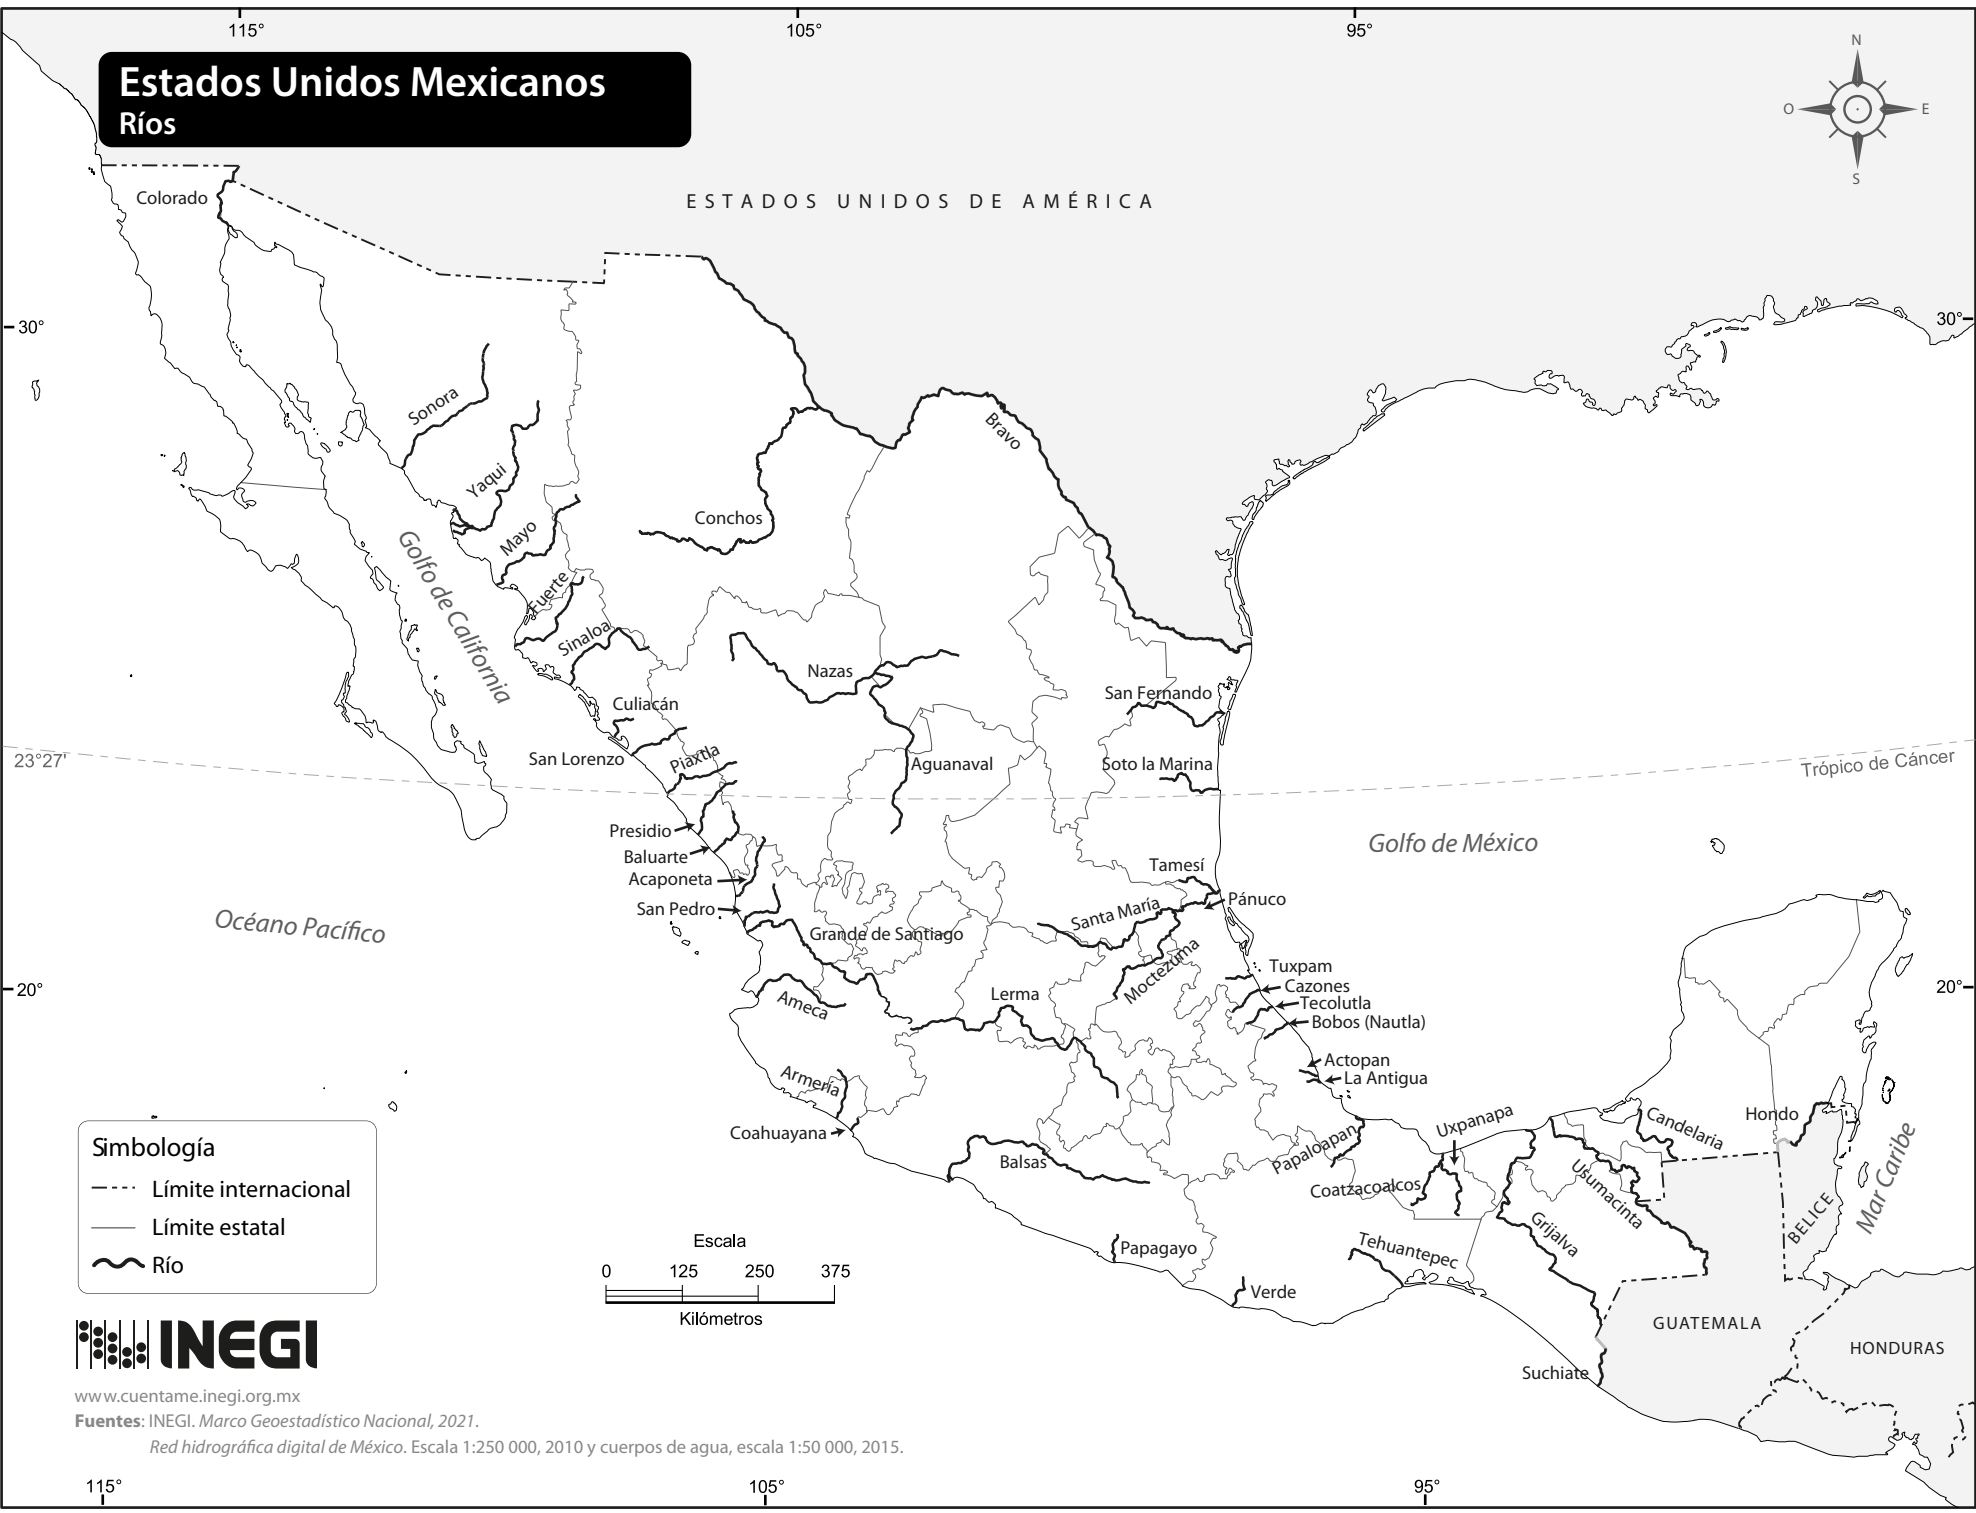 115°
105°
95°
Estados Unidos Mexicanos
Ríos
N
O
E
S
ESTADOS UNIDOS DE AMÉRICA
Colorado
30°
30°
Sonora
Bravo
Yaqui
Conchos
Mayo
Golfo de California
Fuerte
Sinaloa
Nazas
San Fernando
Culiacán
San Lorenzo
Piaxtla
Aguanaval
Soto la Marina
23°27'
Trópico de Cáncer
Presidio
Baluarte
Acaponeta
San Pedro
Golfo de México
Tamesí
Pánuco
Santa María
Océano Pacífico
Grande de Santiago
Moctezuma
Tuxpam
Cazones
Tecolutla
Bobos (Nautla)
20°
20°
Ameca
Lerma
Actopan
La Antigua
Armería
Coahuayana
Balsas
Papaloapan
Uxpanapa
Coatzacoalcos
Candelaria
Hondo
Usumacinta
Grijalva
BELICE
Mar Caribe
Simbología
Límite internacional
Límite estatal
Río
Escala
0 125 250 375
Kilómetros
Papagayo
Verde
Tehuantepec
Suchiate
GUATEMALA
HONDURAS
INEGI
www.cuentame.inegi.org.mx
Fuentes: INEGI. Marco Geoestadístico Nacional, 2021.
Red hidrográfica digital de México. Escala 1:250 000, 2010 y cuerpos de agua, escala 1:50 000, 2015.
115°
105°
95°